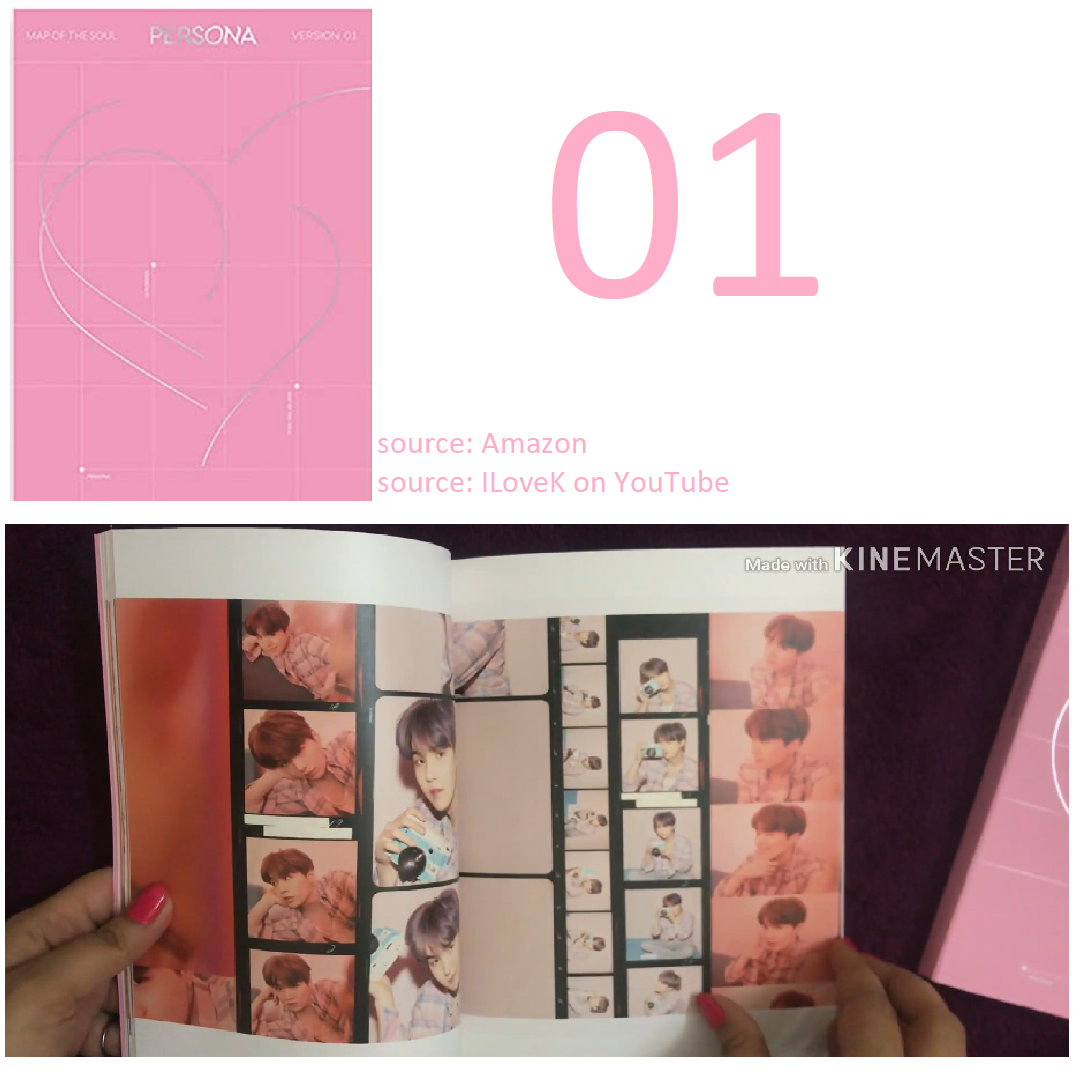 MAP OF THE SOUL PERSONA VERSION 01
01
source: Amazon
source: ILoveK on YouTube
Made with KINEMASTER